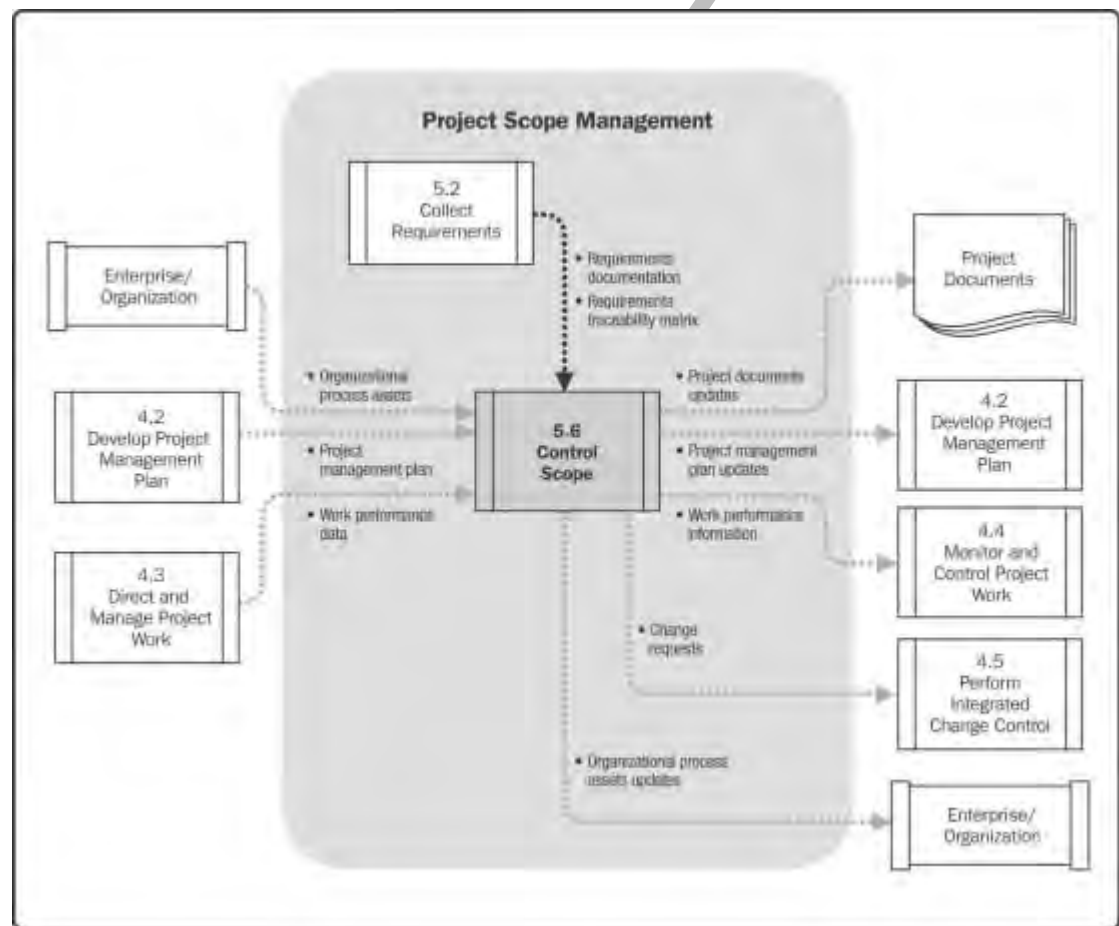 Project Scope Management
5.2
Collect
Requirements
Enterprise/
Organization
• Requirements
documentation
• Requirements
traceability matrix
Project
Documents
• Organizational
process assets
• Project documents
updates
4.2
Develop Project
Management
Plan
5.6
Control
Scope
4.2
Develop Project
Management
Plan
• Project
management plan
• Project management
plan updates
• Work performance
data
• Work performance
information
4.3
Direct and
Manage Project
Work
4.4
Monitor and
Control Project
Work
• Change
requests
4.5
Perform
Integrated
Change Control
• Organizational process
assets updates
Enterprise/
Organization